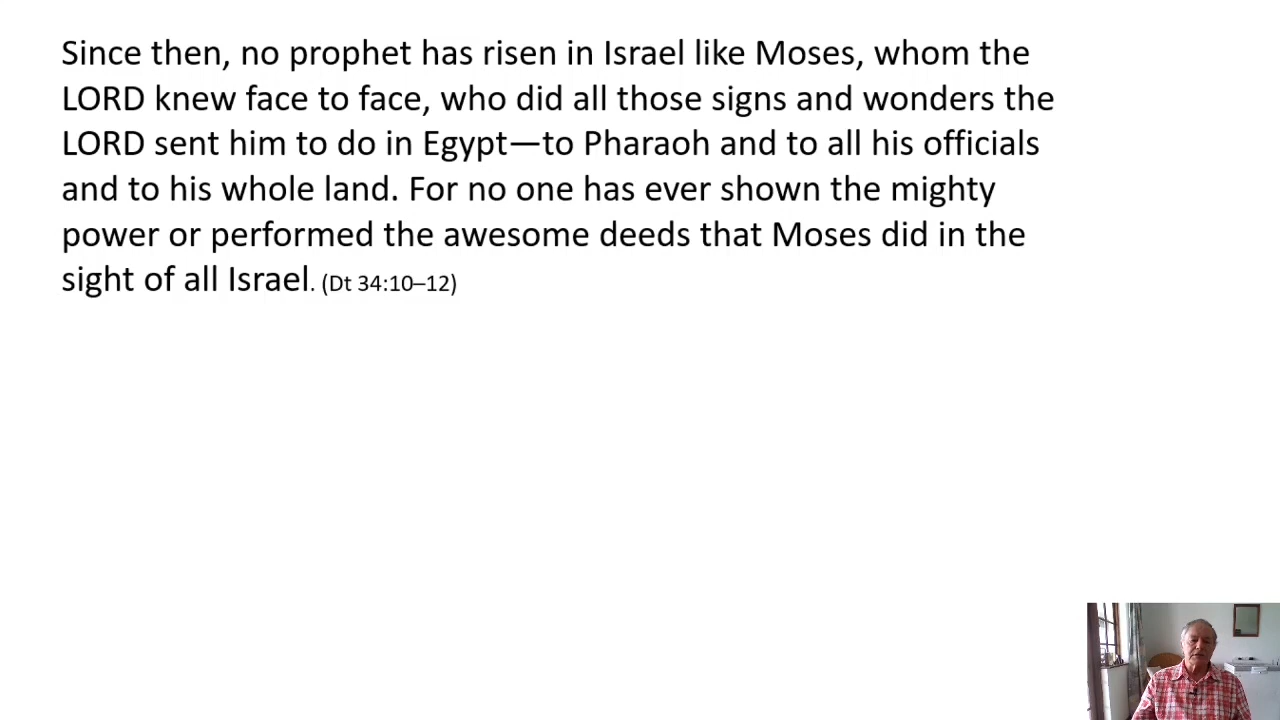 Since then, no prophet has risen in Israel like Moses, whom the
LORD knew face to face, who did all those signs and wonders the
LORD sent him to do in Egypt—to Pharaoh and to all his officials
and to his whole land. For no one has ever shown the mighty
power or performed the awesome deeds that Moses did in the
sight of all Israel. (Dt 34:10–12)